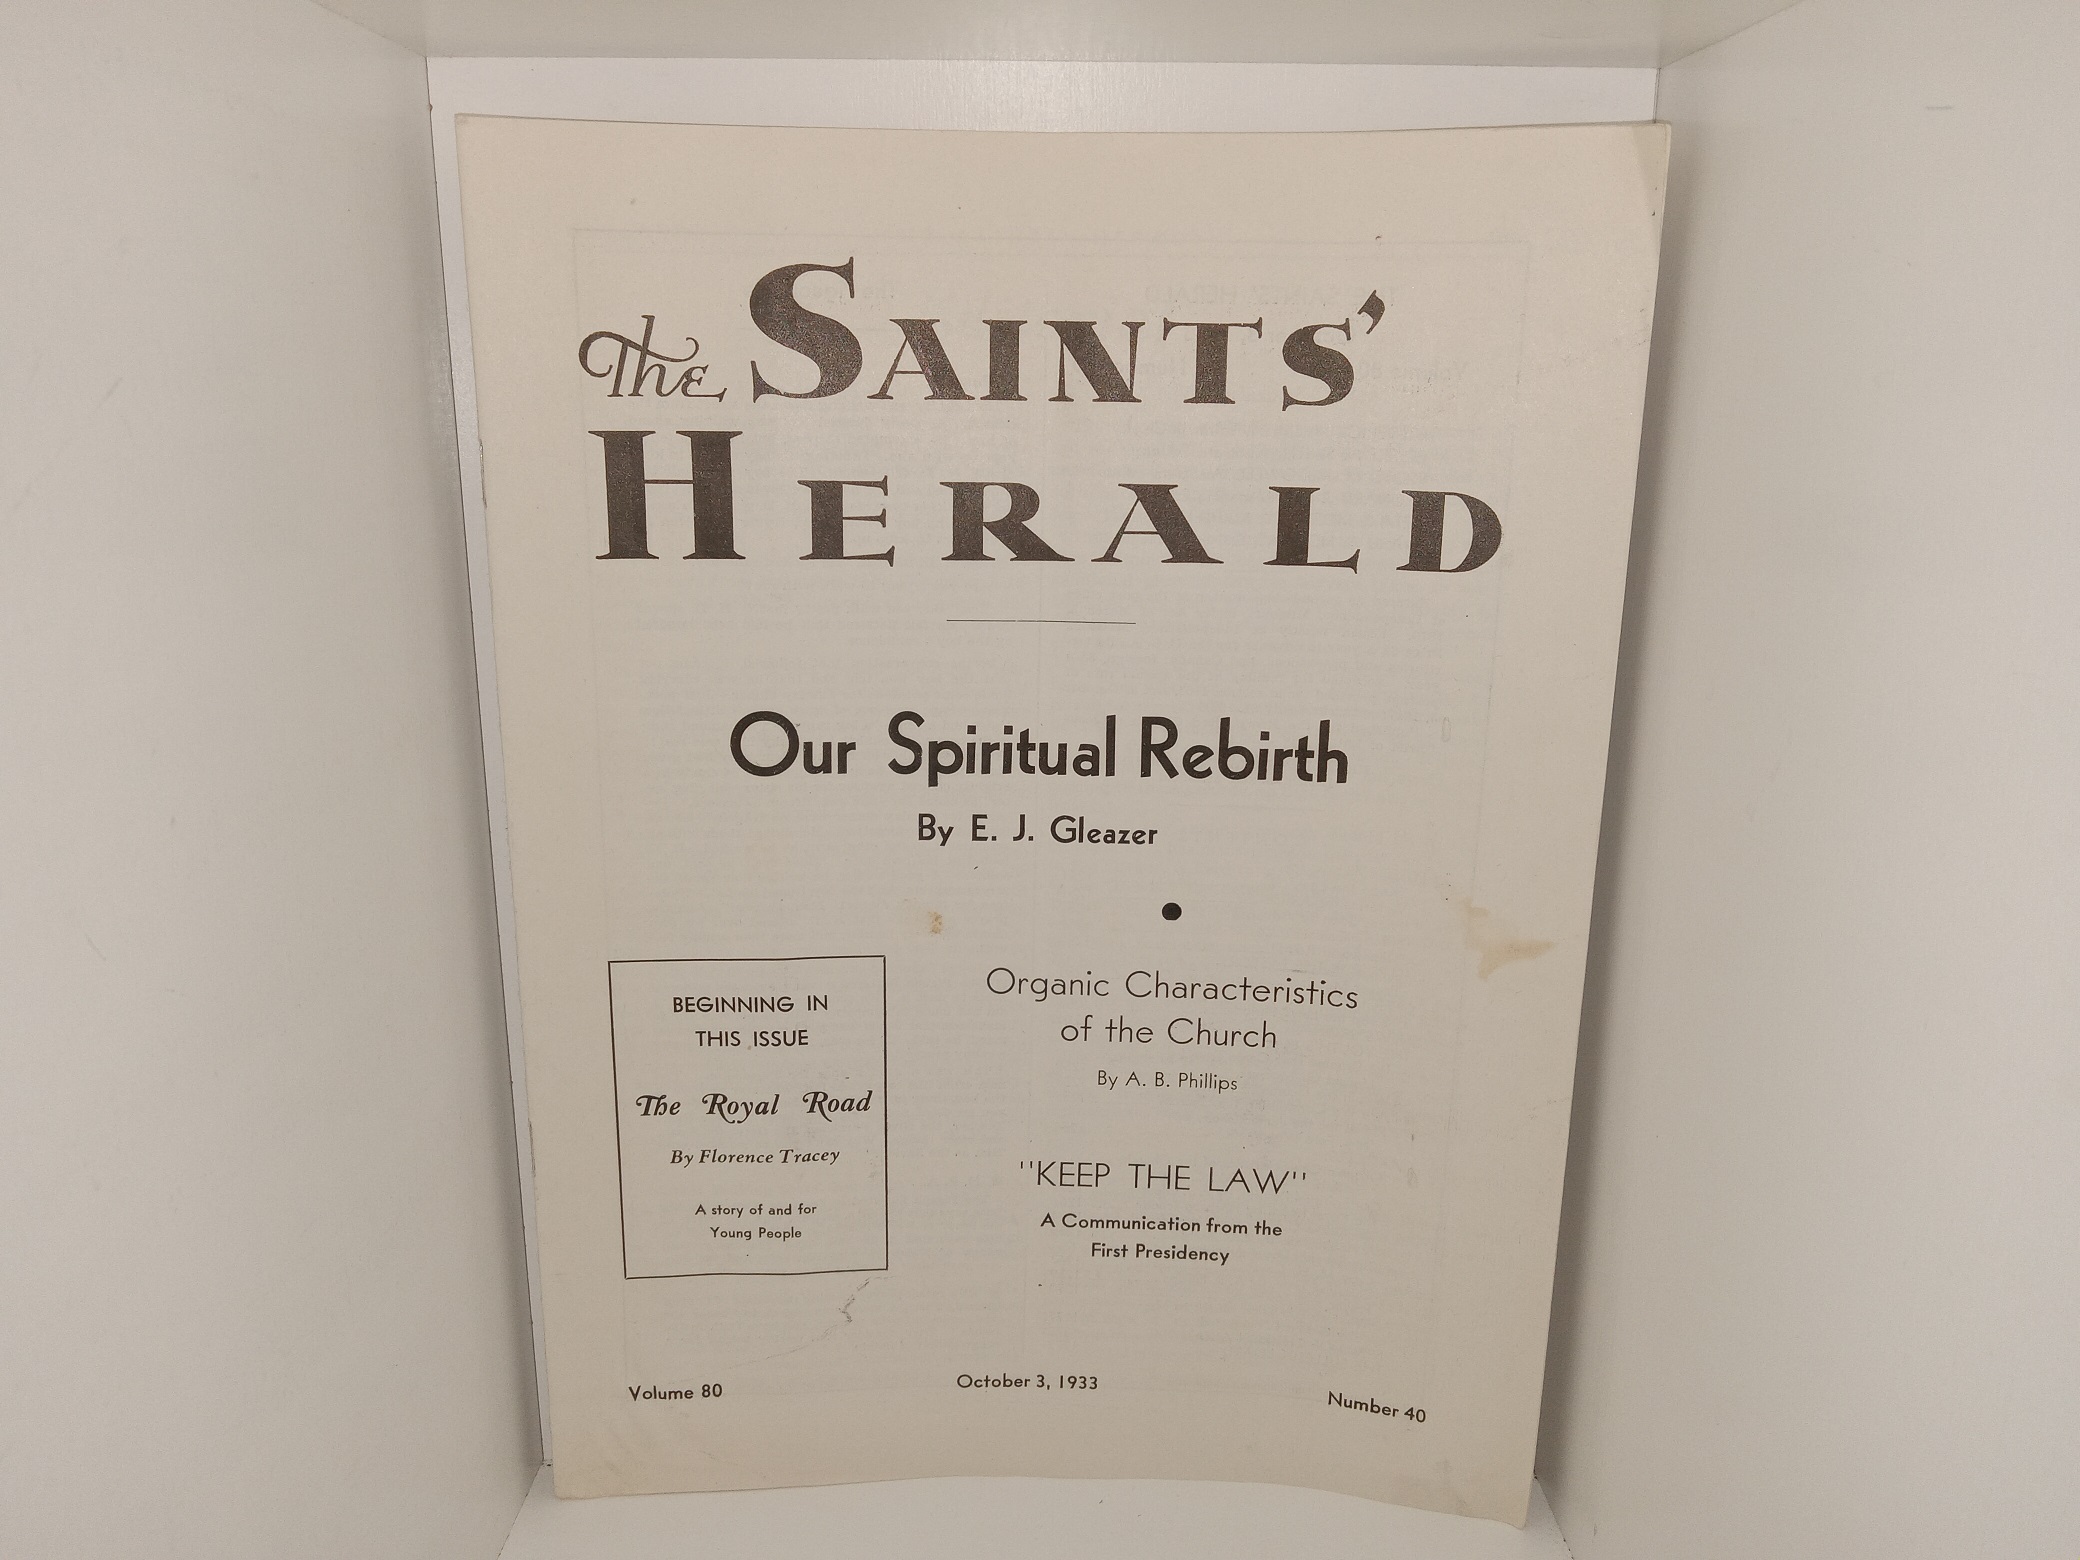 The SAINTS'
HERALD
Our Spiritual Rebirth
By E. J. Gleazer
BEGINNING IN
THIS ISSUE
The Royal Road
By Florence Tracey
A story of and for
Young People
Organic Characteristics
of the Church
By A. B. Phillips
"KEEP THE LAW"
A Communication from the
First Presidency
Volume 80
October 3, 1933
Number 40